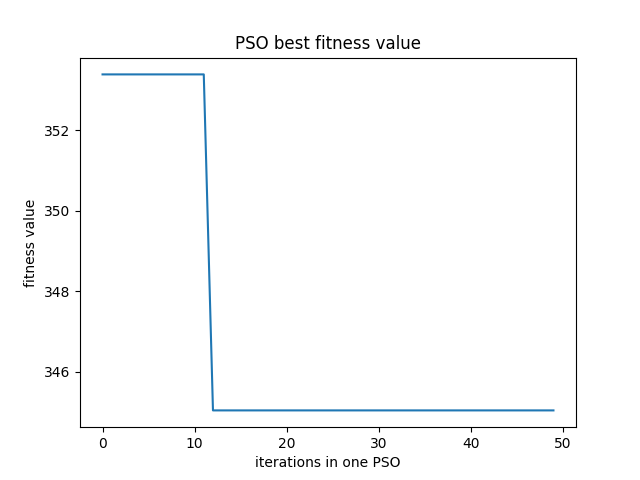 PSO best fitness value
fitness value
352
350
348
346
0 10 20 30 40 50
iterations in one PSO